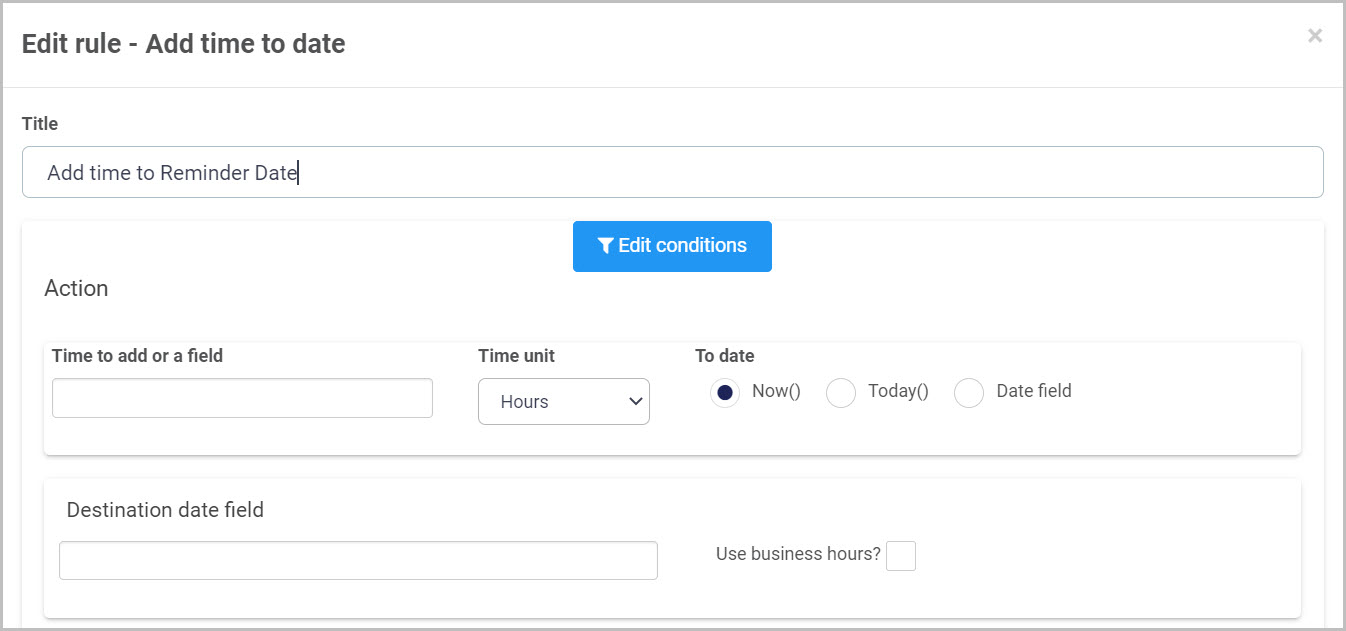 Edit rule - Add time to date
×
Title
Add time to Reminder Date
Edit conditions
Action
Time to add or a field
Time unit
To date
Hours
Now()
Today()
Date field
Destination date field
Use business hours?